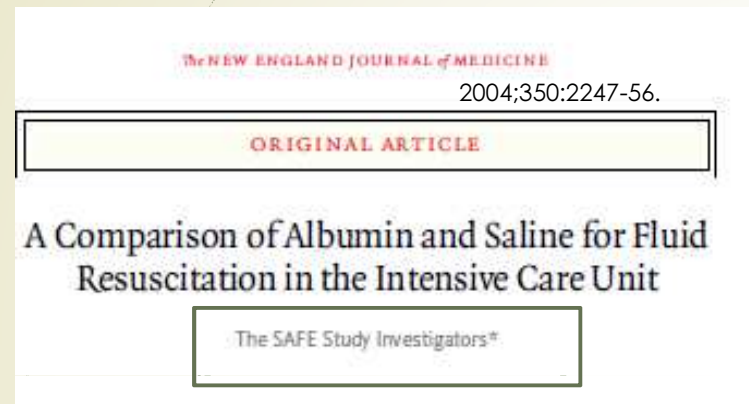 The NEW ENGLAND JOURNAL of MEDICINE
2004;350:2247-56.
ORIGINAL ARTICLE
A Comparison of Albumin and Saline for Fluid
Resuscitation in the Intensive Care Unit
The SAFE Study Investigators*